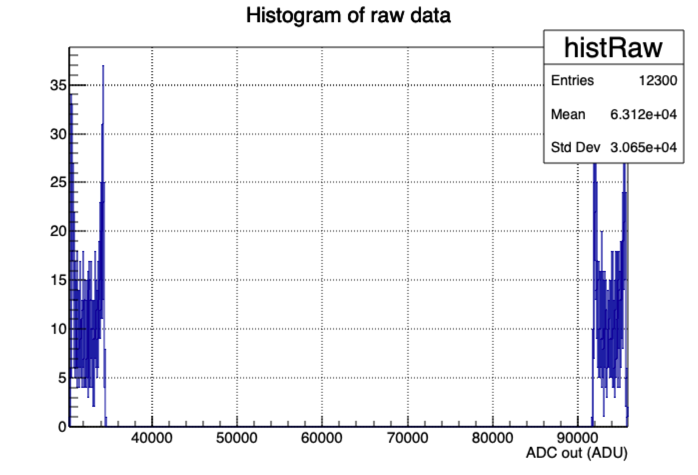 Histogram of raw data
histRaw
Entries 12300
Mean 6.312e+04
Std Dev 3.065e+04
35
30
25
20
15
10
5
0
40000 50000 60000 70000 80000 90000
ADC out (ADU)